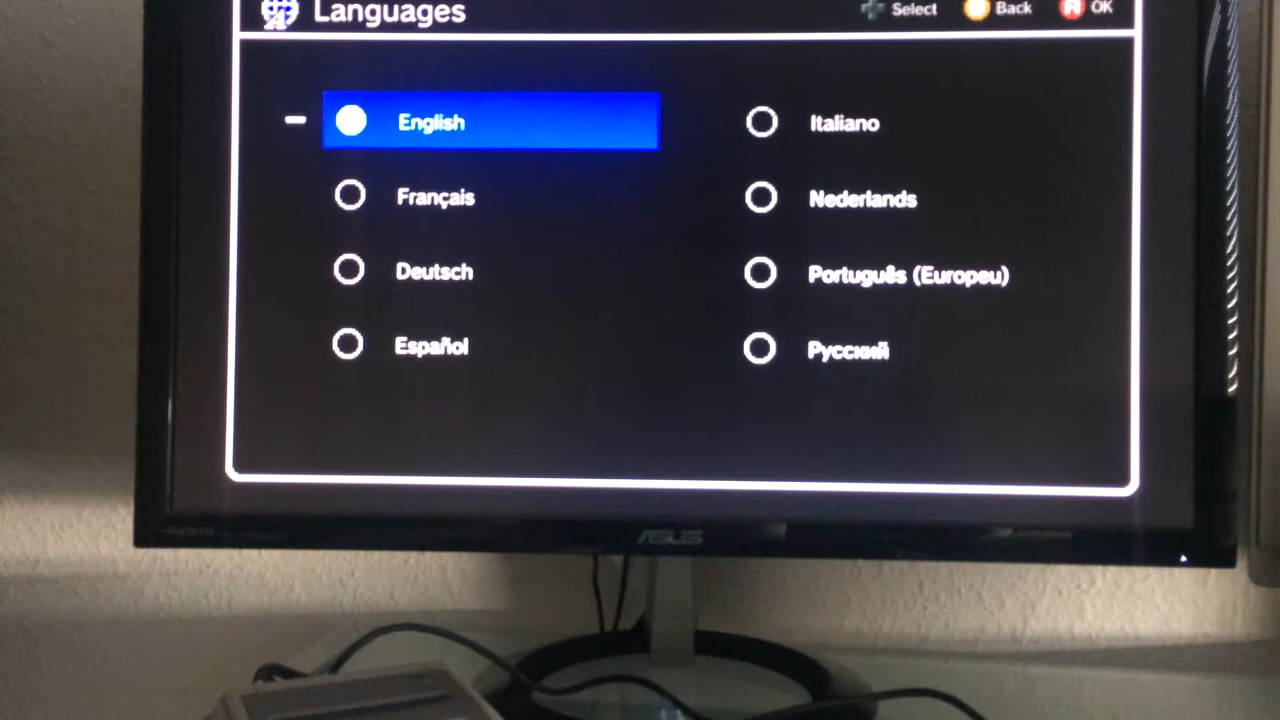 Languages
Select
Back
A OK
English
Français
Deutsch
Español
Italiano
Nederlands
Português (Europeu)
Русский
ASUS